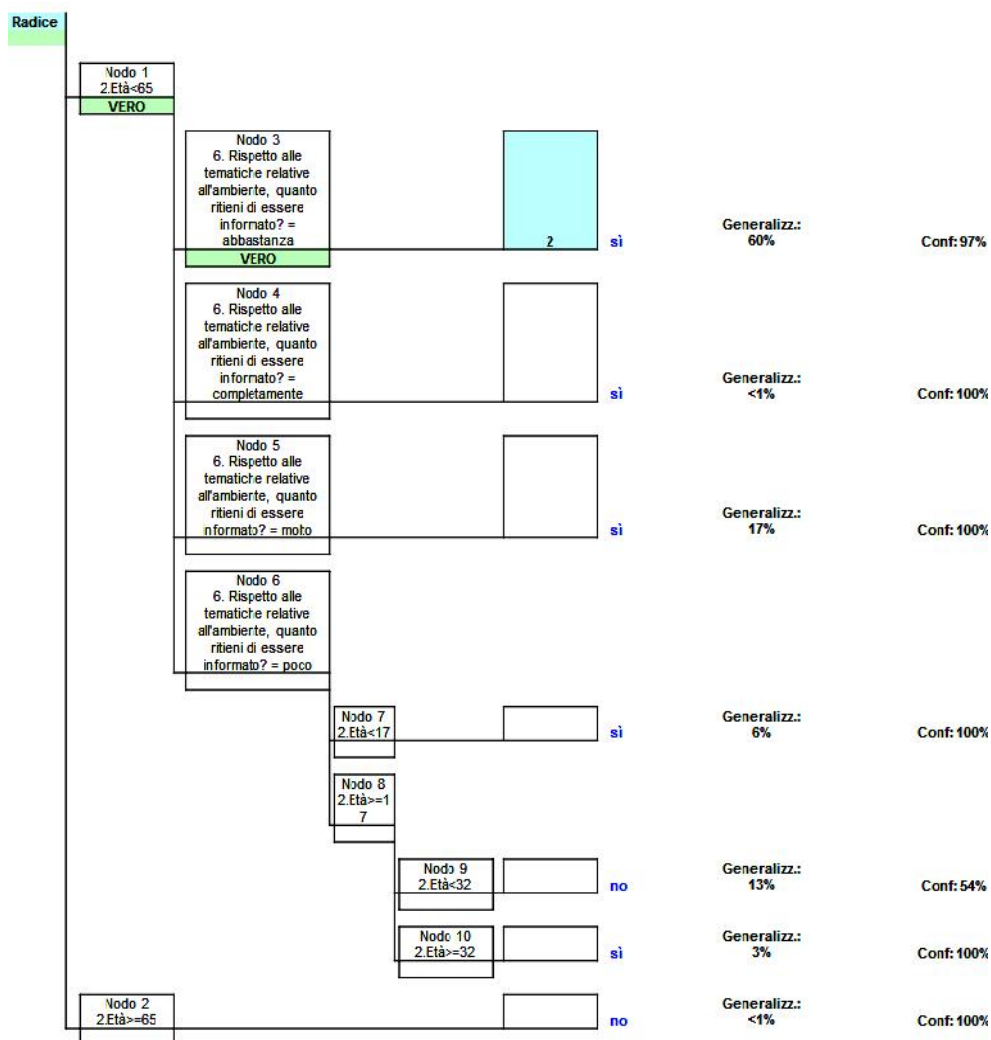 Radice
Nodo 1
2.Età<65
VERO
Nodo 3
6. Rispetto alle
tematiche relative
all'ambiente, quanto
ritieni di essere
informato? =
abbastanza
VERO
2
sì
Generalizz.:
60%
Conf: 97%
Nodo 4
6. Rispetto alle
tematiche relative
all'ambiente, quanto
ritieni di essere
informato? =
completamente
sì
Generalizz.:
<1%
Conf: 100%
Nodo 5
6. Rispetto alle
tematiche relative
all'ambiente, quanto
ritieni di essere
informato? = molto
sì
Generalizz.:
17%
Conf: 100%
Nodo 6
6. Rispetto alle
tematiche relative
all'ambiente, quanto
ritieni di essere
informato? = poco
Nodo 7
2.Età<17
sì
Generalizz.:
6%
Conf: 100%
Nodo 8
2.Età>=1
7
Nodo 9
2.Età<32
no
Generalizz.:
13%
Conf: 54%
Nodo 10
2.Età>=32
sì
Generalizz.:
3%
Conf: 100%
Nodo 2
2.Età>=65
no
Generalizz.:
<1%
Conf: 100%